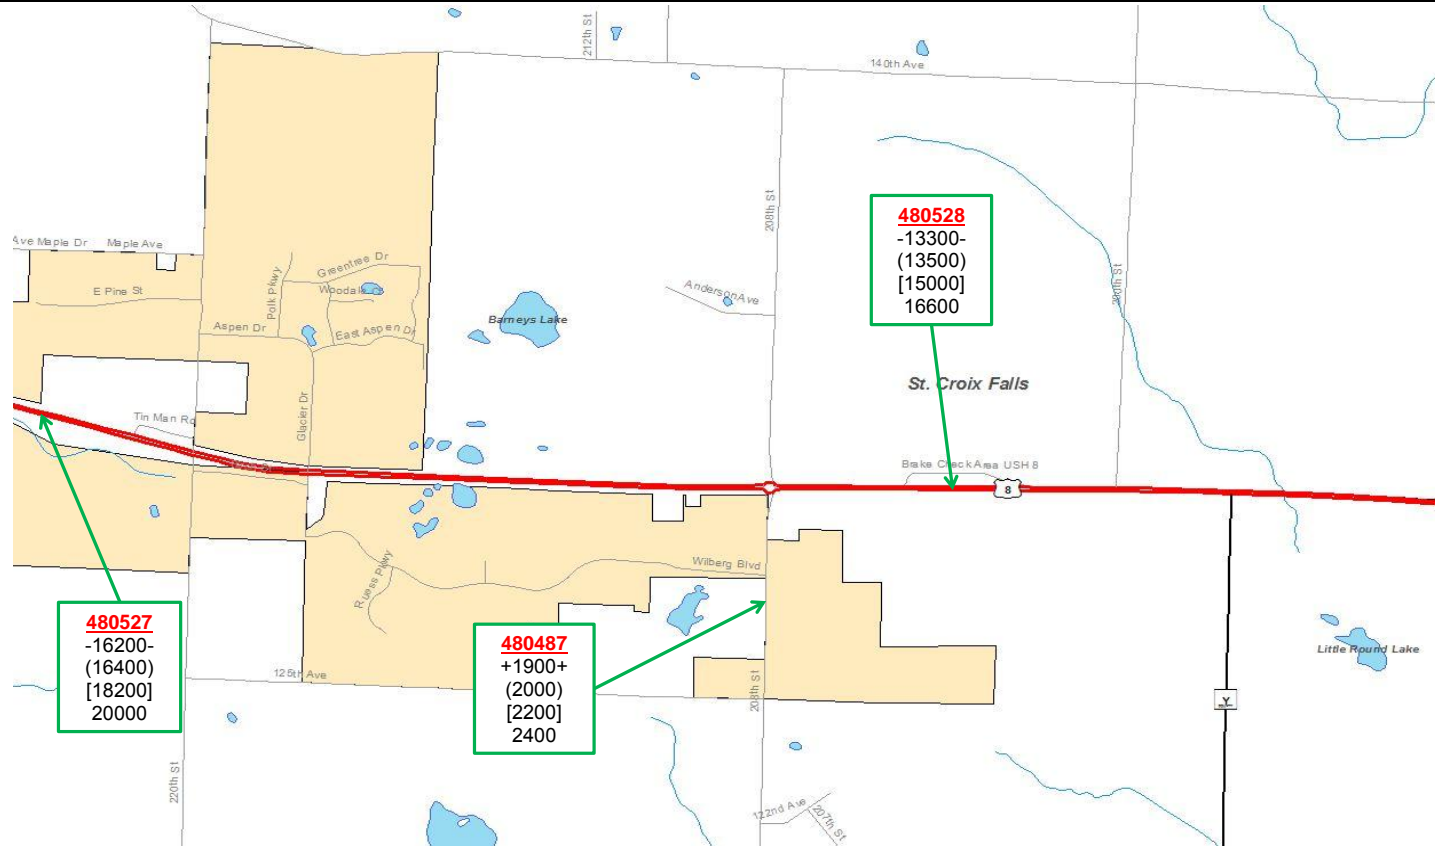 212th St
140th Ave
208th St
480528
-13300-
(13500)
[15000]
16600
Ave Maple Dr
Maple Ave
Greentree Dr
Polk Pkwy
E Pine St
Anderson Ave
Barneys Lake
Aspen Dr
East Aspen Dr
St. Croix Falls
Glacier Dr
Tin Man Rd
Brake Check Area USH 8
8
Wilberg Blvd
Ruess Pkwy
480527
-16200-
(16400)
[18200]
20000
480487
+1900+
(2000)
[2200]
2400
Little Round Lake
125th Ave
208th St
Y
220th St
122nd Ave
207th St